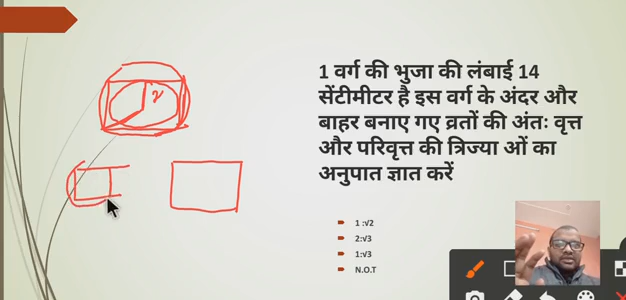 1 वर्ग की भुजा की लंबाई 14
सेंटीमीटर है इस वर्ग के अंदर और
बाहर बनाए गए व्रतों की अंतः वृत्त
और परिवृत्त की त्रिज्या ओं का
अनुपात ज्ञात करें
r
1 :√2
2:√3
1:√3
N.O.T